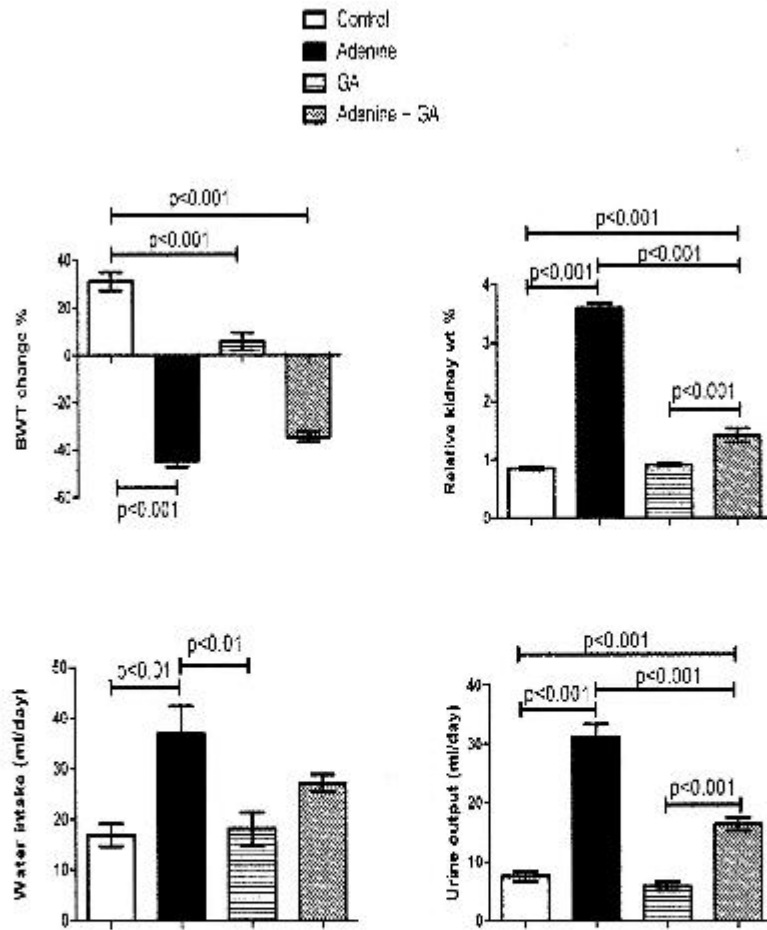 Control
Adenine
GA
Adenine – GA
p<0.001
p<0.001
BWT change %
40
20
0
-20
-40
-60
p<0.001
p<0.001
p<0.001
p<0.001
p<0.001
Relative kidney wt %
4
3
2
1
0
p<0.01
p<0.01
Water intake (ml/day)
50
40
30
20
10
0
p<0.001
p<0.001
p<0.001
p<0.001
Urine output (ml/day)
40
30
20
10
0